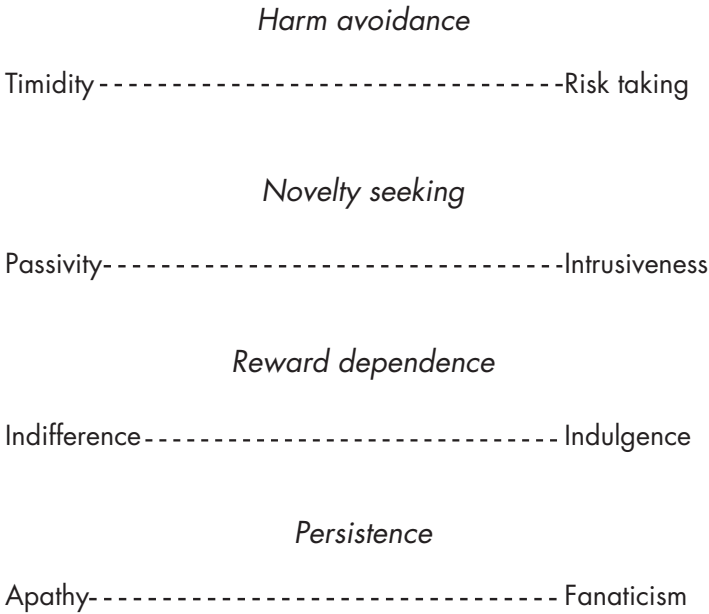 Harm avoidance
Timidity--------------------------------Risk taking
Novelty seeking
Passivity--------------------------------Intrusiveness
Reward dependence
Indifference----------------------------- Indulgence
Persistence
Apathy--------------------------------- Fanaticism